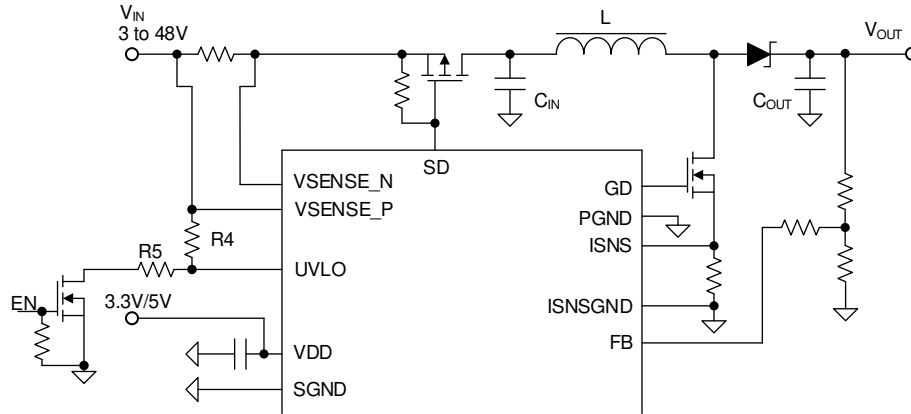 VIN
3 to 48V
L
VOUT
CIN
COUT
SD
VSENSE_N
GD
VSENSE_P
PGND
R4
ISNS
R5
UVLO
EN
3.3V/5V
ISNSGND
VDD
FB
SGND